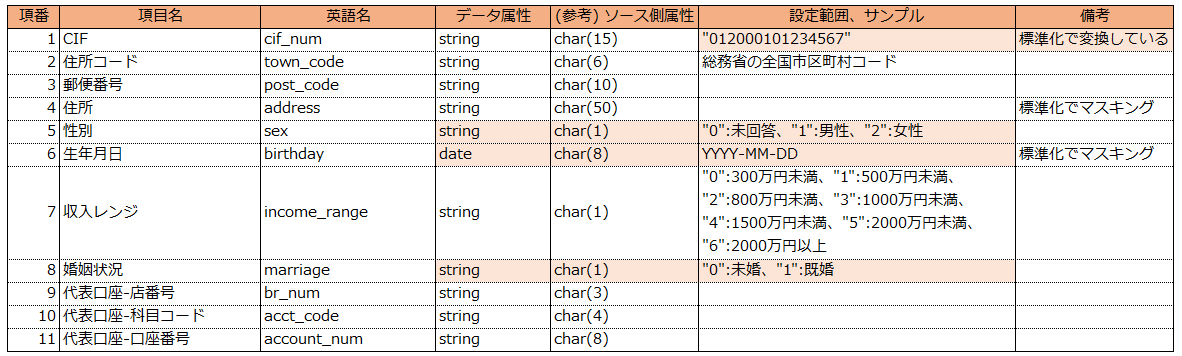 項番 項目名 英語名 データ属性 (参考) ソース側属性 設定範囲、サンプル 備考
1 CIF cif_num string char(15) "012000101234567" 標準化で変換している
2 住所コード town_code string char(6) 総務省の全国市区町村コード
3 郵便番号 post_code string char(10)
4 住所 address string char(50) 標準化でマスキング
5 性別 sex string char(1) "0":未回答、"1":男性、"2":女性
6 生年月日 birthday date char(8) YYYY-MM-DD 標準化でマスキング
7 収入レンジ income_range string char(1) "0":300万円未満、"1":500万円未満、
"2":800万円未満、"3":1000万円未満、
"4":1500万円未満、"5":2000万円未満、
"6":2000万円以上
8 婚姻状況 marriage string char(1) "0":未婚、"1":既婚
9 代表口座-店番号 br_num string char(3)
10 代表口座-科目コード acct_code string char(4)
11 代表口座-口座番号 account_num string char(8)